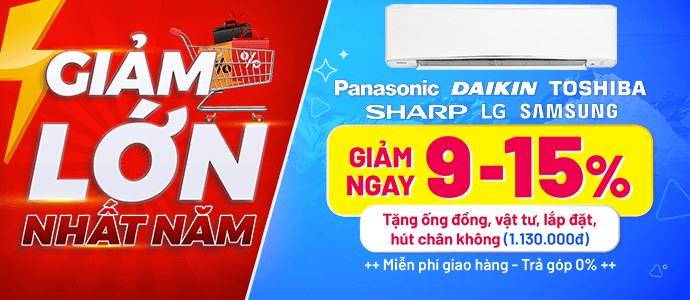 GIẢM
LỚN
NHẤT NĂM
Panasonic DAIKIN TOSHIBA
SHARP LG SAMSUNG
GIẢM
NGAY 9-15%
Tặng ống đồng, vật tư, lắp đặt,
hút chân không (1.130.000đ)
++ Miễn phí giao hàng - Trả góp 0% ++